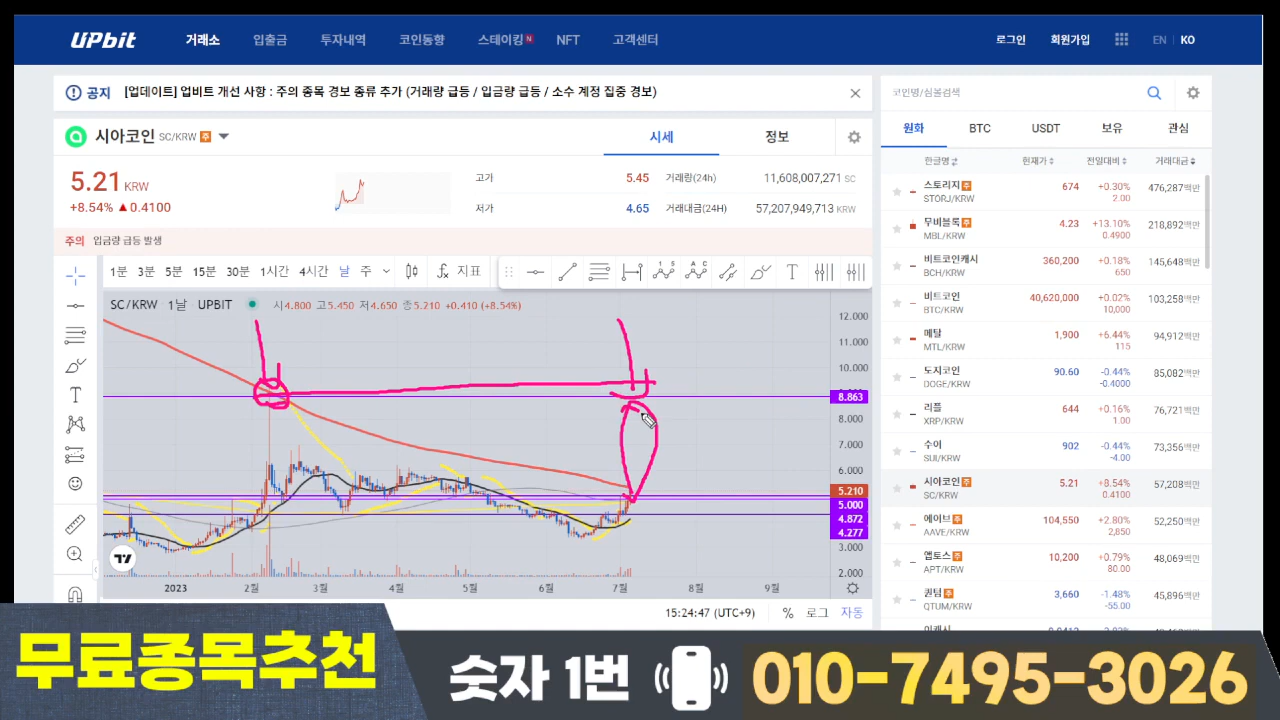 UPbit 거래소 입출금 투자내역 코인동향 스테이킹 N NFT 고객센터 로그인 회원가입 EN KO
공지 [업데이트] 업비트 개선 사항 : 주의 종목 경보 종류 추가 (거래량 급등 / 입금량 급등 / 소수 계정 집중 경보)
시아코인 SC/KRW 주 시세 정보
5.21 KRW
+8.54% ▲0.4100
고가 5.45 거래량(24h) 11,608,007,271 SC
저가 4.65 거래대금(24H) 57,207,949,713 KRW
주의 입금량 급등 발생
1분 3분 5분 15분 30분 1시간 4시간 날 주 지표
SC/KRW 1날 UPBIT 시4.800 고5.450 저4.650 종5.210 +0.410 (+8.54%)
12.000
11.000
10.000
8.863
8.000
7.000
6.000
5.210
5.000
4.872
4.277
3.000
2.000
2023 2월 3월 4월 5월 6월 7월 8월 9월
15:24:47 (UTC+9) % 로그 자동
코인명/심볼검색
원화 BTC USDT 보유 관심
한글명 현재가 전일대비 거래대금
스토리지 주 674 +0.30% 476,287백만
STORJ/KRW 2.00
무비블록 주 4.23 +13.10% 218,892백만
MBL/KRW 0.4900
비트코인캐시 360,200 +0.18% 145,648백만
BCH/KRW 650
비트코인 40,620,000 +0.02% 103,258백만
BTC/KRW 10,000
메탈 1,900 +6.44% 94,912백만
MTL/KRW 115
도지코인 90.60 -0.44% 85,082백만
DOGE/KRW -0.4000
리플 644 +0.16% 76,721백만
XRP/KRW 1.00
수이 902 -0.44% 73,356백만
SUI/KRW -4.00
시아코인 주 5.21 +8.54% 57,208백만
SC/KRW 0.4100
에이브 주 104,550 +2.80% 52,250백만
AAVE/KRW 2,850
앱토스 주 10,200 +0.79% 48,069백만
APT/KRW 80.00
퀀텀 주 3,660 -1.48% 45,896백만
QTUM/KRW -55.00
무료종목추천
숫자 1번 010-7495-3026